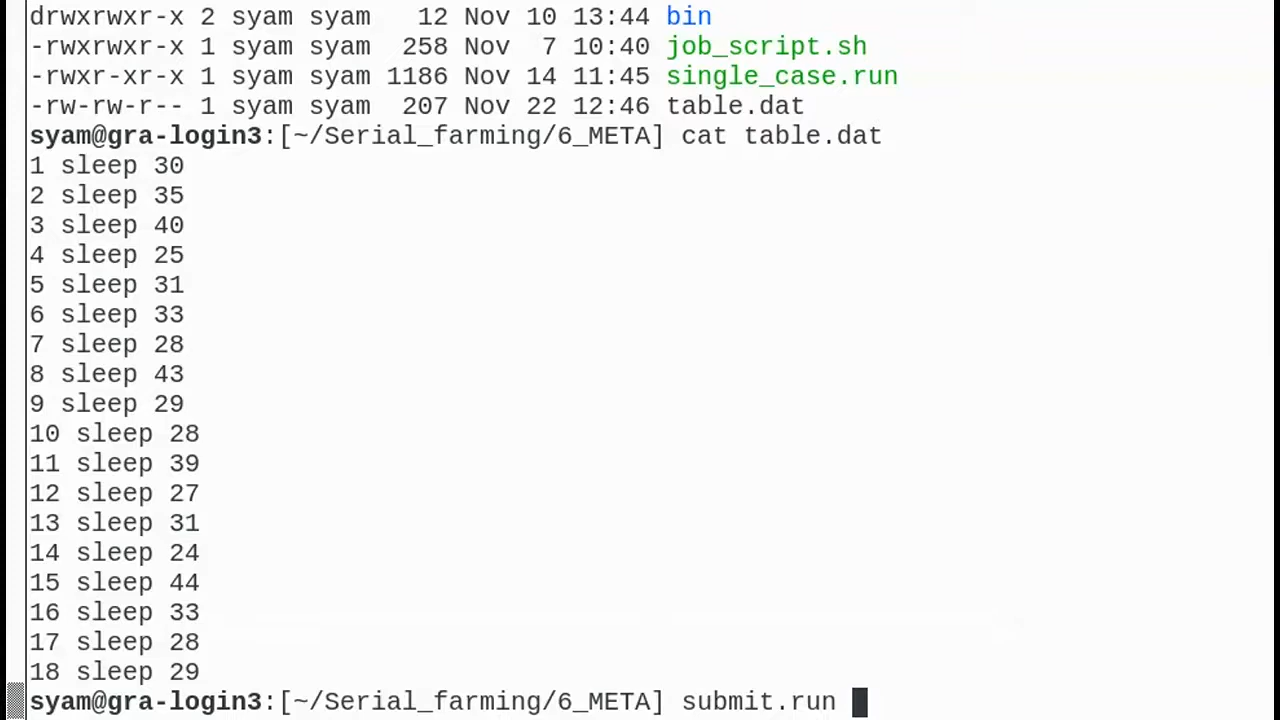 drwxrwxr-x 2 syam syam   12 Nov 10 13:44 bin
-rwxrwxr-x 1 syam syam  258 Nov  7 10:40 job_script.sh
-rwxr-xr-x 1 syam syam 1186 Nov 14 11:45 single_case.run
-rw-rw-r-- 1 syam syam  207 Nov 22 12:46 table.dat
syam@gra-login3:[~/Serial_farming/6_META] cat table.dat
1 sleep 30
2 sleep 35
3 sleep 40
4 sleep 25
5 sleep 31
6 sleep 33
7 sleep 28
8 sleep 43
9 sleep 29
10 sleep 28
11 sleep 39
12 sleep 27
13 sleep 31
14 sleep 24
15 sleep 44
16 sleep 33
17 sleep 28
18 sleep 29
syam@gra-login3:[~/Serial_farming/6_META] submit.run